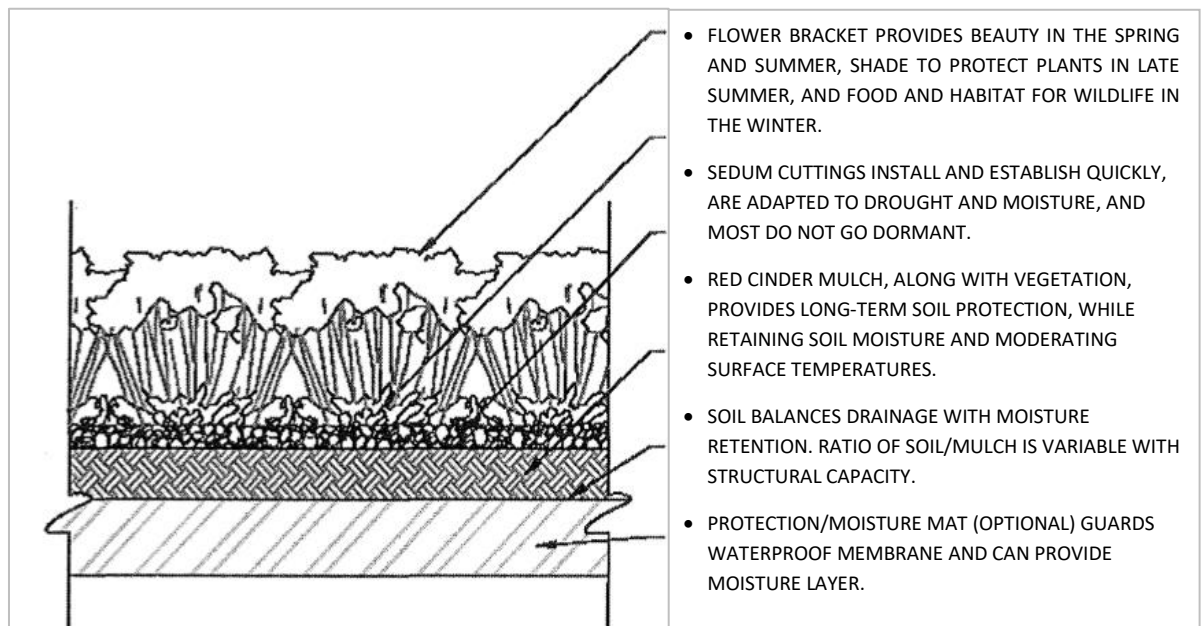 • FLOWER BRACKET PROVIDES BEAUTY IN THE SPRING
AND SUMMER, SHADE TO PROTECT PLANTS IN LATE
SUMMER, AND FOOD AND HABITAT FOR WILDLIFE IN
THE WINTER.
• SEDUM CUTTINGS INSTALL AND ESTABLISH QUICKLY,
ARE ADAPTED TO DROUGHT AND MOISTURE, AND
MOST DO NOT GO DORMANT.
• RED CINDER MULCH, ALONG WITH VEGETATION,
PROVIDES LONG-TERM SOIL PROTECTION, WHILE
RETAINING SOIL MOISTURE AND MODERATING
SURFACE TEMPERATURES.
• SOIL BALANCES DRAINAGE WITH MOISTURE
RETENTION. RATIO OF SOIL/MULCH IS VARIABLE WITH
STRUCTURAL CAPACITY.
• PROTECTION/MOISTURE MAT (OPTIONAL) GUARDS
WATERPROOF MEMBRANE AND CAN PROVIDE
MOISTURE LAYER.